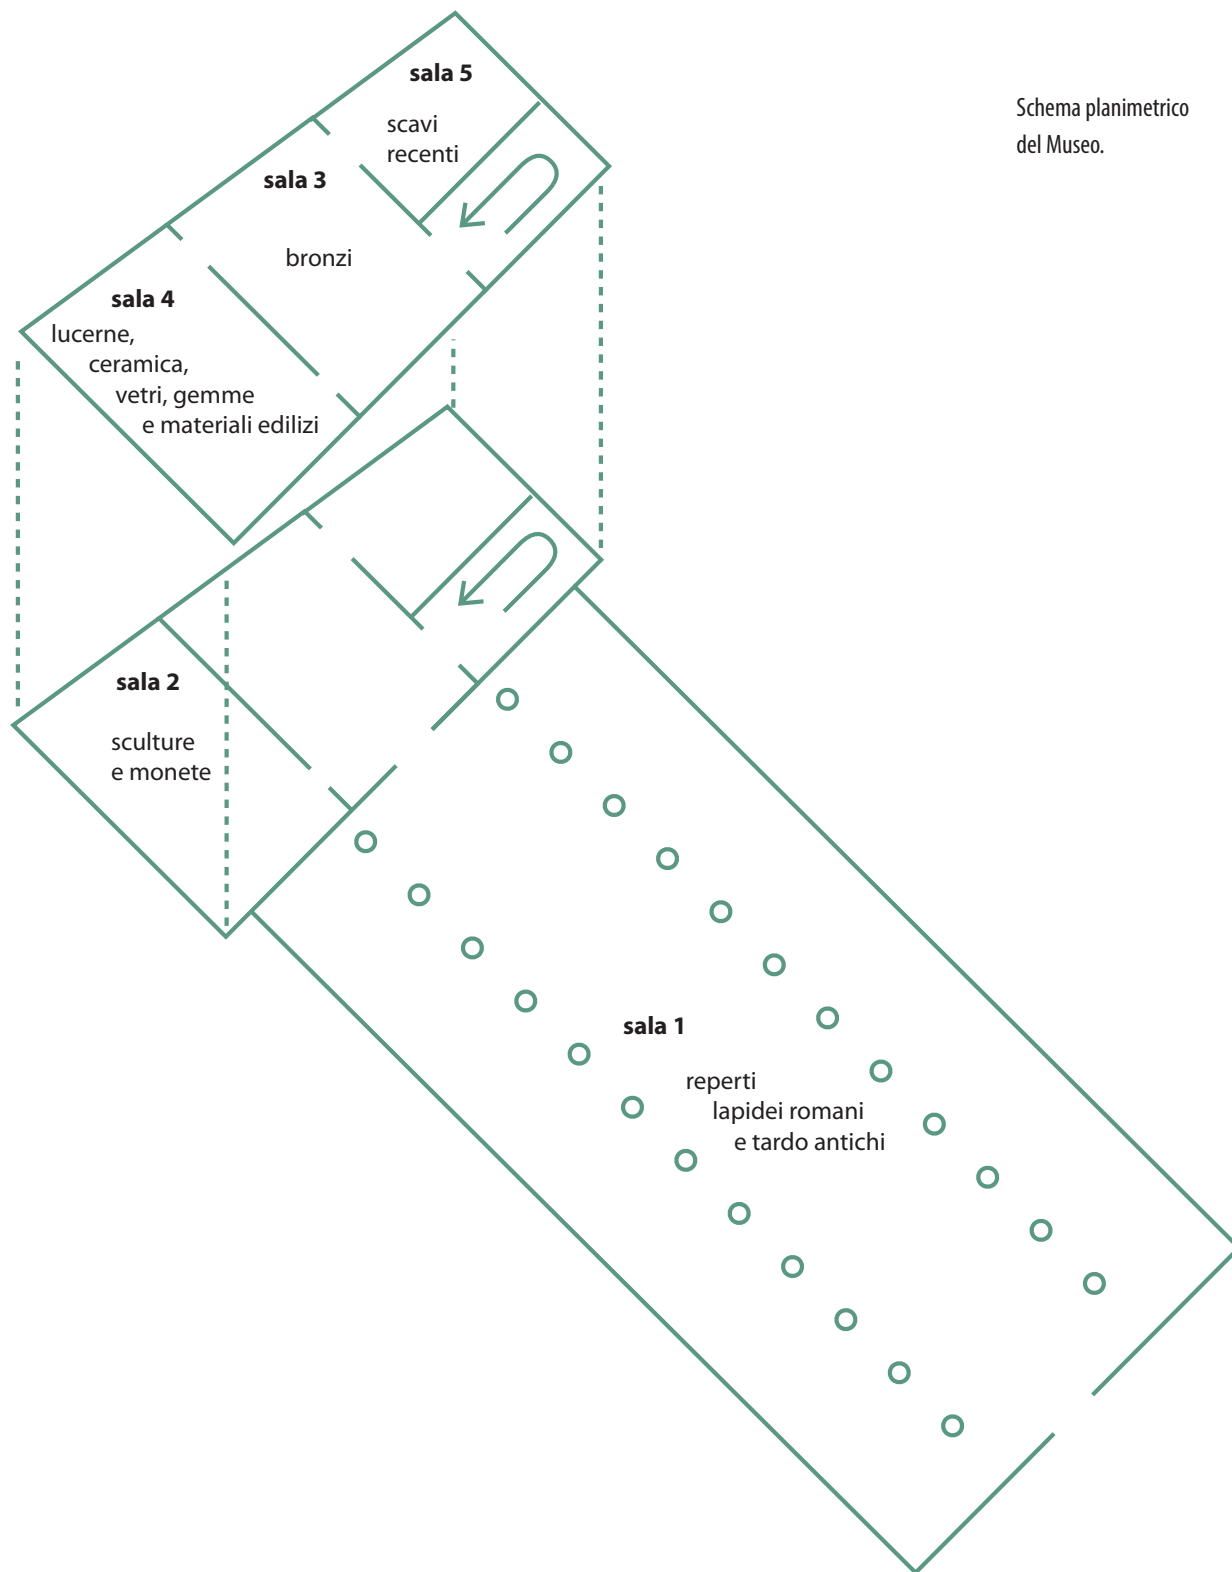 Schema planimetrico
del Museo.
sala 5
scavi
recenti
sala 3
bronzi
sala 4
lucerne,
ceramica,
vetri, gemme
e materiali edilizi
sala 2
sculture
e monete
sala 1
reperti
lapidei romani
e tardo antichi